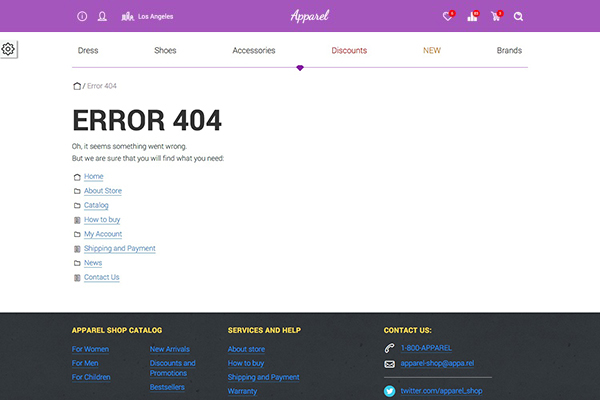 Los Angeles
Apparel
Dress Shoes Accessories Discounts NEW Brands
/ Error 404
ERROR 404
Oh, it seems something went wrong.
But we are sure that you will find what you need:
Home
About Store
Catalog
How to buy
My Account
Shipping and Payment
News
Contact Us
APPAREL SHOP CATALOG
For Women
For Men
For Children
New Arrivals
Discounts and
Promotions
Bestsellers
SERVICES AND HELP
About store
How to buy
Shipping and Payment
Warranty
CONTACT US:
1-800-APPAREL
apparel-shop@appa.rel
twitter.com/apparel_shop